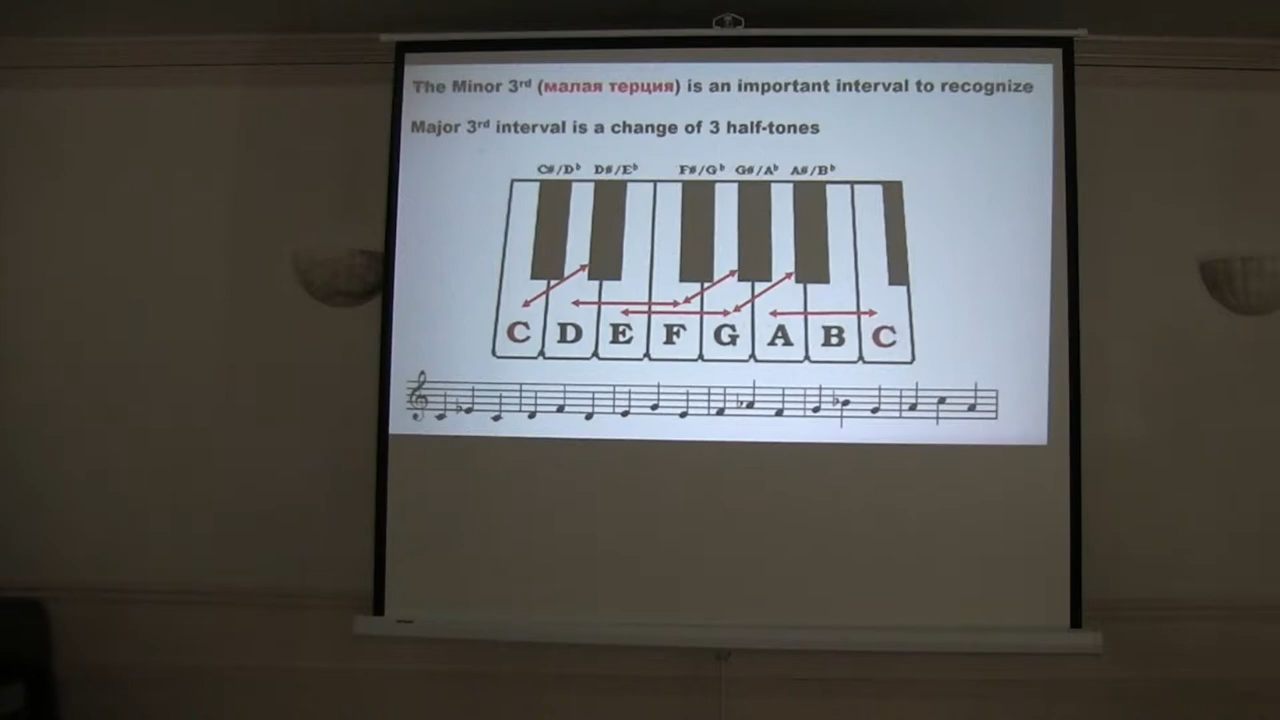 The Minor 3rd (малая терция) is an important interval to recognize
Major 3rd interval is a change of 3 half-tones
C#/Db D#/Eb F#/Gb G#/Ab A#/Bb
C D E F G A B C